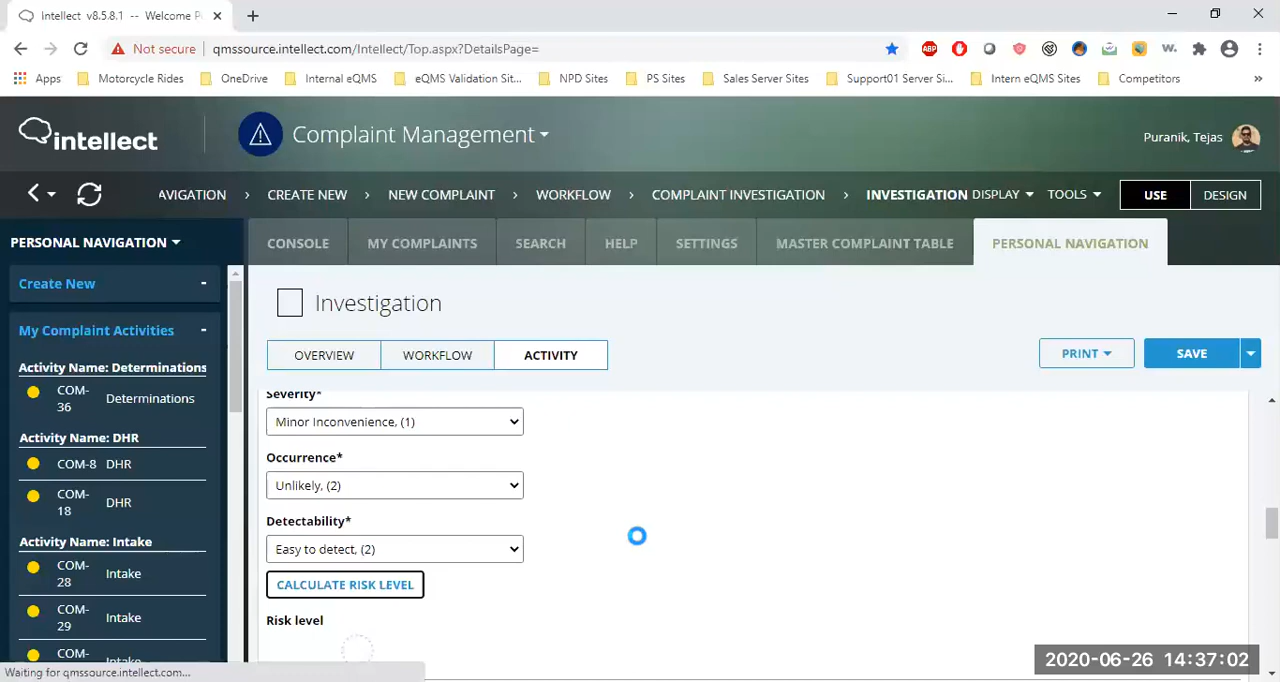 Intellect v8.5.8.1 -- Welcome P
Not secure
qmssource.intellect.com/Intellect/Top.aspx?DetailsPage=
ABP
W.
Apps
Motorcycle Rides
OneDrive
Internal eQMS
eQMS Validation Sit...
NPD Sites
PS Sites
Sales Server Sites
Support01 Server Si...
Intern eQMS Sites
Competitors
»
intellect
Complaint Management
Puranik, Tejas
AVIGATION > CREATE NEW > NEW COMPLAINT > WORKFLOW > COMPLAINT INVESTIGATION > INVESTIGATION
DISPLAY
TOOLS
USE
DESIGN
PERSONAL NAVIGATION
CONSOLE
MY COMPLAINTS
SEARCH
HELP
SETTINGS
MASTER COMPLAINT TABLE
PERSONAL NAVIGATION
Create New -
My Complaint Activities -
Activity Name: Determinations
COM-
36
Determinations
Activity Name: DHR
COM-8 DHR
COM-
18
DHR
Activity Name: Intake
COM-
28
Intake
COM-
29
Intake
COM-
Intake
Investigation
OVERVIEW
WORKFLOW
ACTIVITY
PRINT
SAVE
Severity*
Minor Inconvenience, (1)
Occurrence*
Unlikely, (2)
Detectability*
Easy to detect, (2)
CALCULATE RISK LEVEL
Risk level
Waiting for qmssource.intellect.com...
2020-06-26 14:37:02